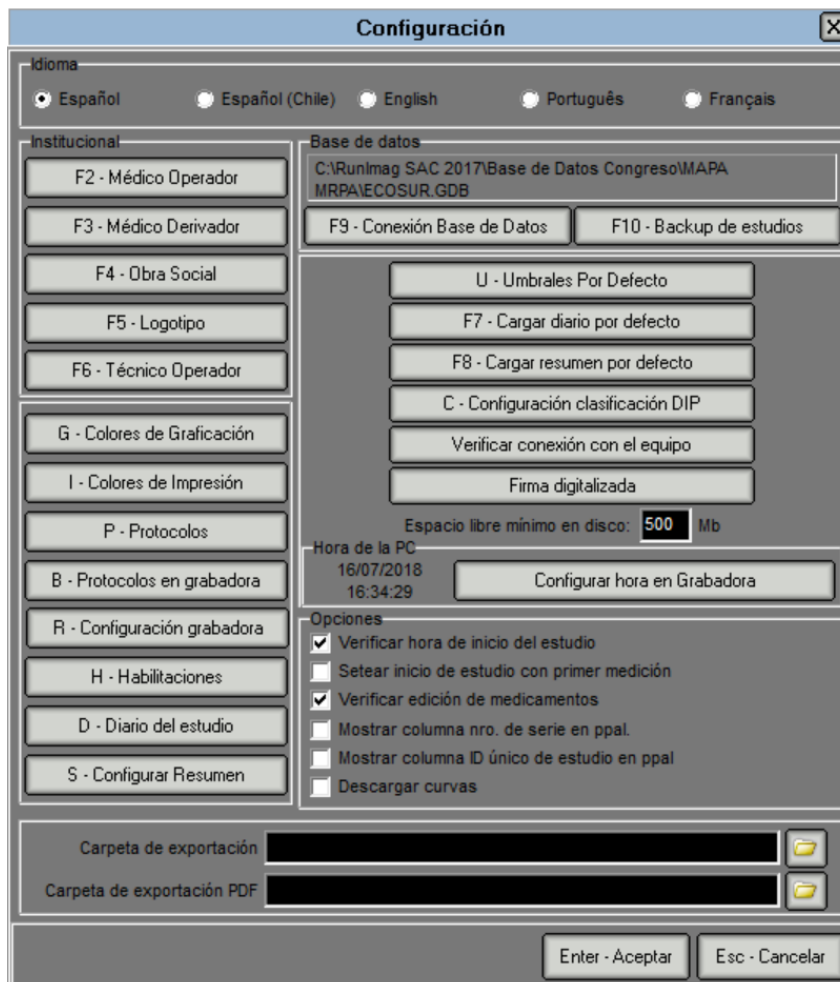 Configuración
X
Idioma
Español
Español (Chile)
English
Português
Français
Institucional
F2 - Médico Operador
F3 - Médico Derivador
F4 - Obra Social
F5 - Logotipo
F6 - Técnico Operador
G - Colores de Graficación
I - Colores de Impresión
P - Protocolos
B - Protocolos en grabadora
R - Configuración grabadora
H - Habilitaciones
D - Diario del estudio
S - Configurar Resumen
Base de datos
C:\RunImag SAC 2017\Base de Datos Congreso\MAPA
MRPA\ECOSUR.GDB
F9 - Conexión Base de Datos
F10 - Backup de estudios
U - Umbrales Por Defecto
F7 - Cargar diario por defecto
F8 - Cargar resumen por defecto
C - Configuración clasificación DIP
Verificar conexión con el equipo
Firma digitalizada
Espacio libre mínimo en disco: 500 Mb
Hora de la PC
16/07/2018
16:34:29
Configurar hora en Grabadora
Opciones
Verificar hora de inicio del estudio
Setear inicio de estudio con primer medición
Verificar edición de medicamentos
Mostrar columna nro. de serie en ppal.
Mostrar columna ID único de estudio en ppal
Descargar curvas
Carpeta de exportación
Carpeta de exportación PDF
Enter - Aceptar
Esc - Cancelar